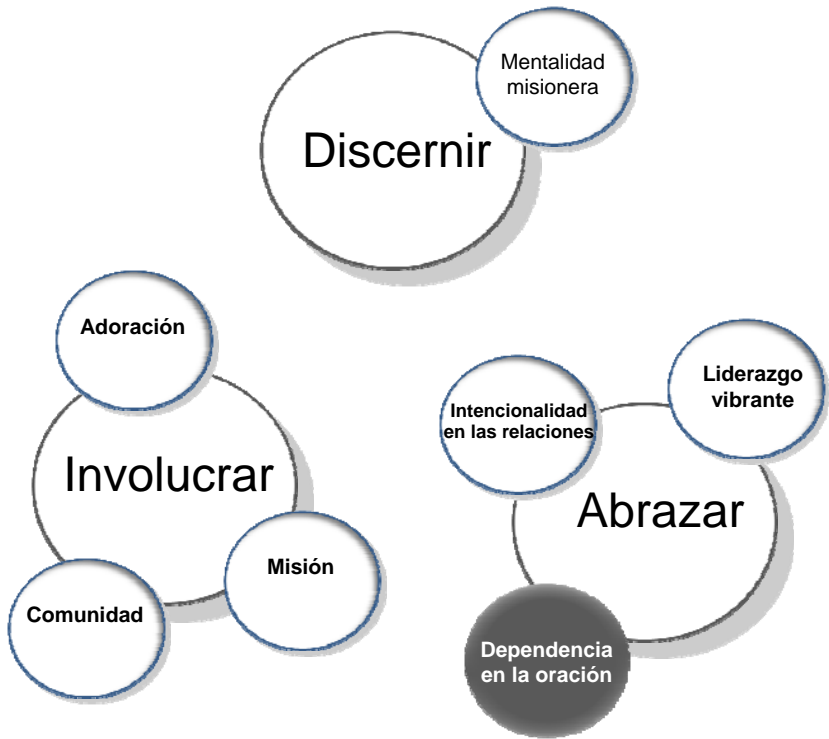 Mentalidad
misionera
Discernir
Adoración
Involucrar
Misión
Comunidad
Liderazgo
vibrante
Intencionalidad
en las relaciones
Abrazar
Dependencia
en la oración